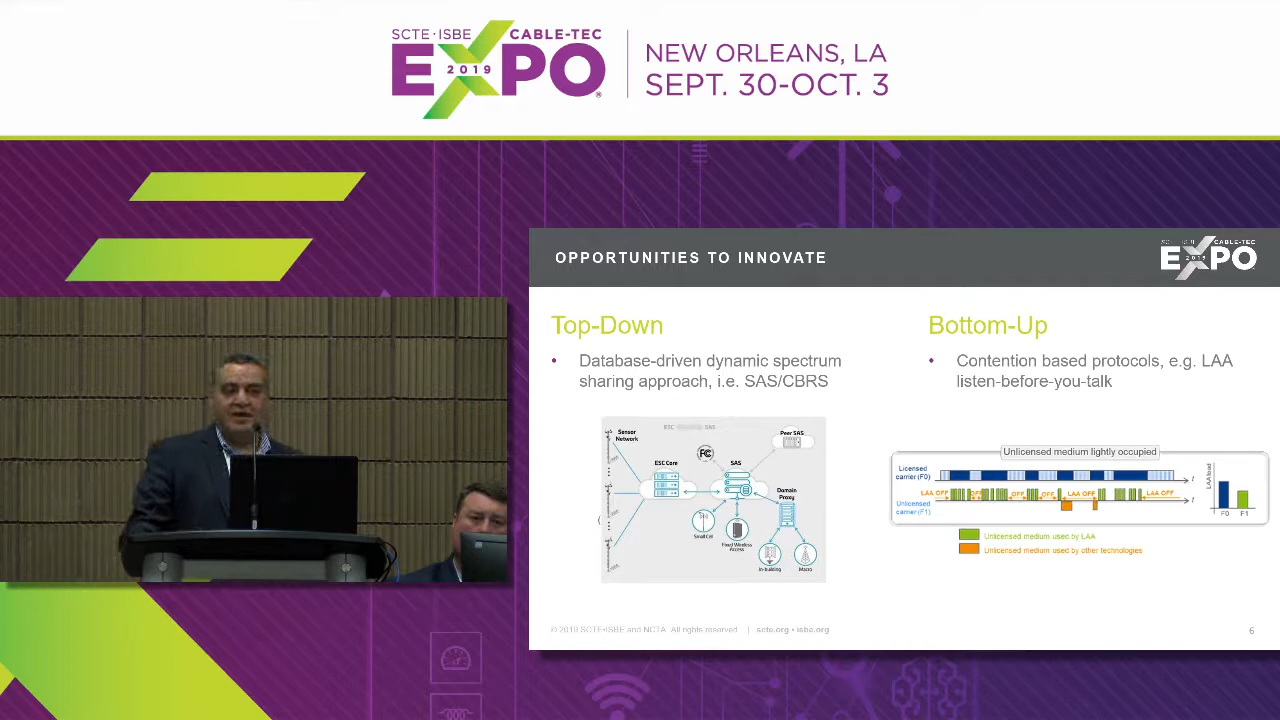 SCTE•ISBE CABLE-TEC
EXPO
2019
NEW ORLEANS, LA
SEPT. 30-OCT. 3
OPPORTUNITIES TO INNOVATE
CABLE-TEC
EXPO
2019
Top-Down
• Database-driven dynamic spectrum
sharing approach, i.e. SAS/CBRS
Sensor
Network
Peer SAS
ESC Core
FC
SAS
Domain
Proxy
Small Cell
Fixed Wireless
Access
In-building
Macro
Bottom-Up
• Contention based protocols, e.g. LAA
listen-before-you-talk
Unlicensed medium lightly occupied
Licensed
carrier (F0)
t
LAA OFF OFF OFF OFF LAA OFF LAA OFF
Unlicensed
carrier (F1)
t
LAA load
F0 F1
Unlicensed medium used by LAA
Unlicensed medium used by other technologies
© 2019 SCTE•ISBE and NCTA. All rights reserved. | scte.org • isbe.org
6